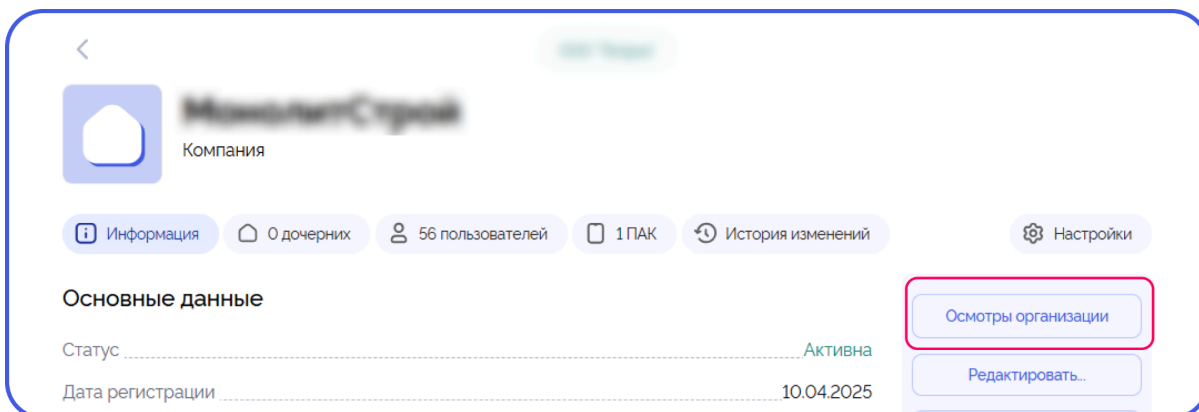 Компания
Информация
0 дочерних
56 пользователей
1 ПАК
История изменений
Настройки
Основные данные
Осмотры организации
Статус
Активна
Редактировать...
Дата регистрации
10.04.2025